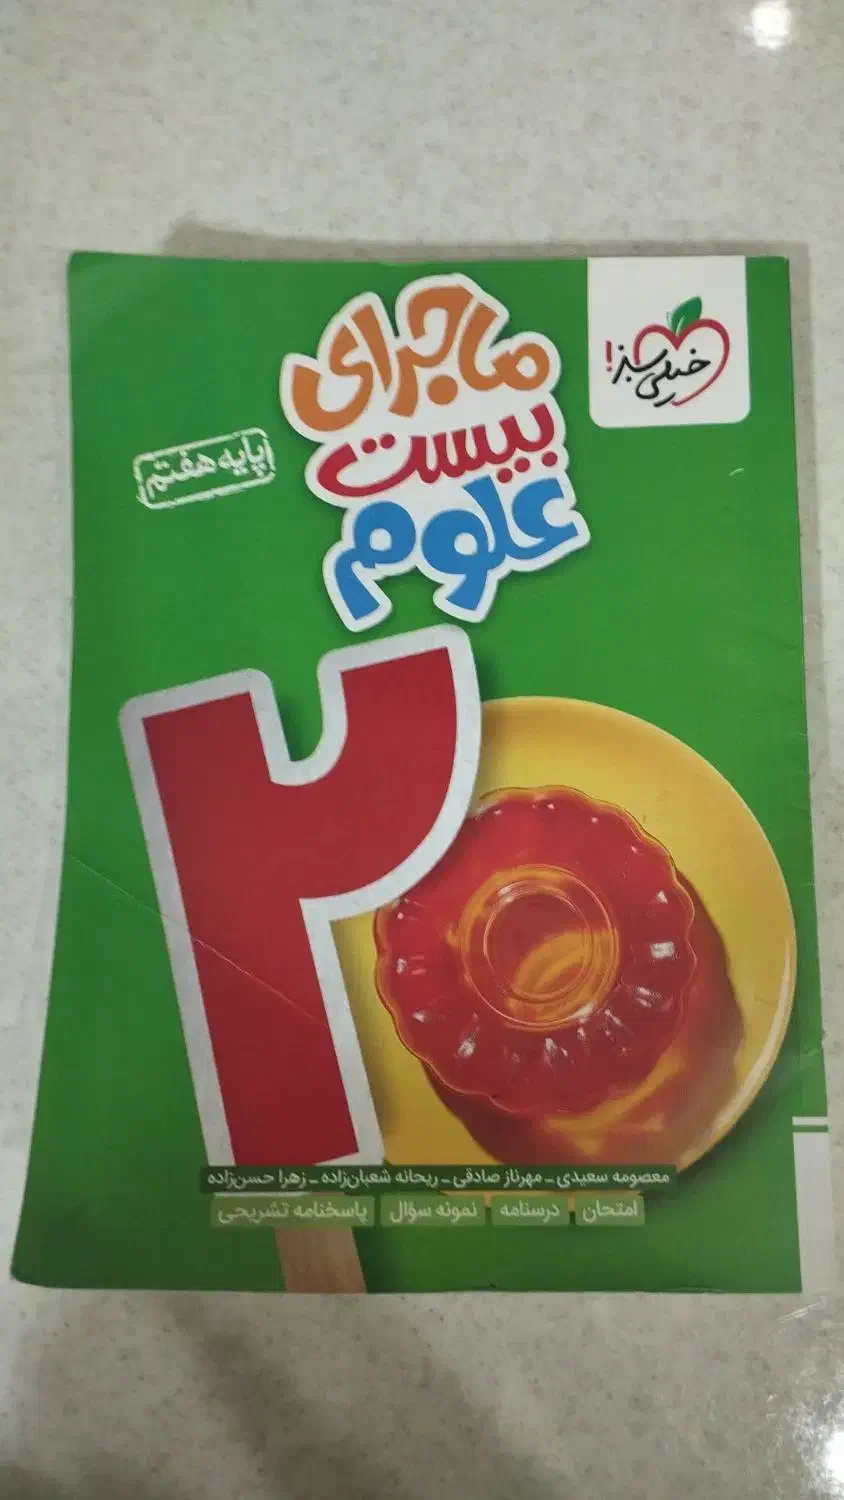 خیلی سبز!
ماجرای
بیست
علوم
پایه هفتم
۲۰
معصومه سعیدی - مهرناز صادقی - ریحانه شعبان‌زاده - زهرا حسن‌زاده
امتحان درسنامه نمونه سؤال پاسخنامه تشریحی